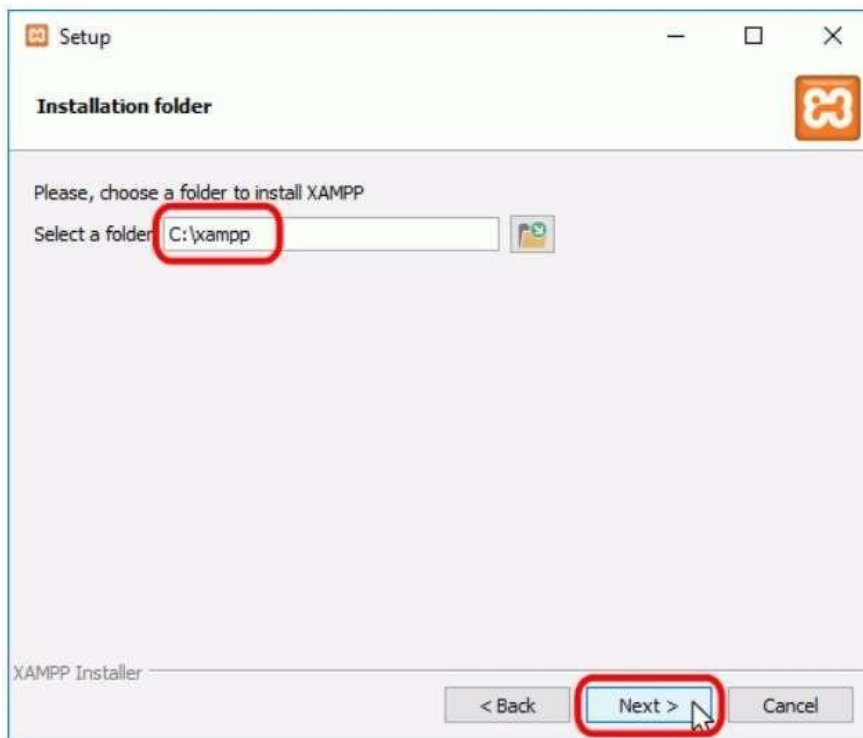 Setup
Installation folder
Please, choose a folder to install XAMPP
Select a folder C:\xampp
XAMPP Installer
< Back Next > Cancel